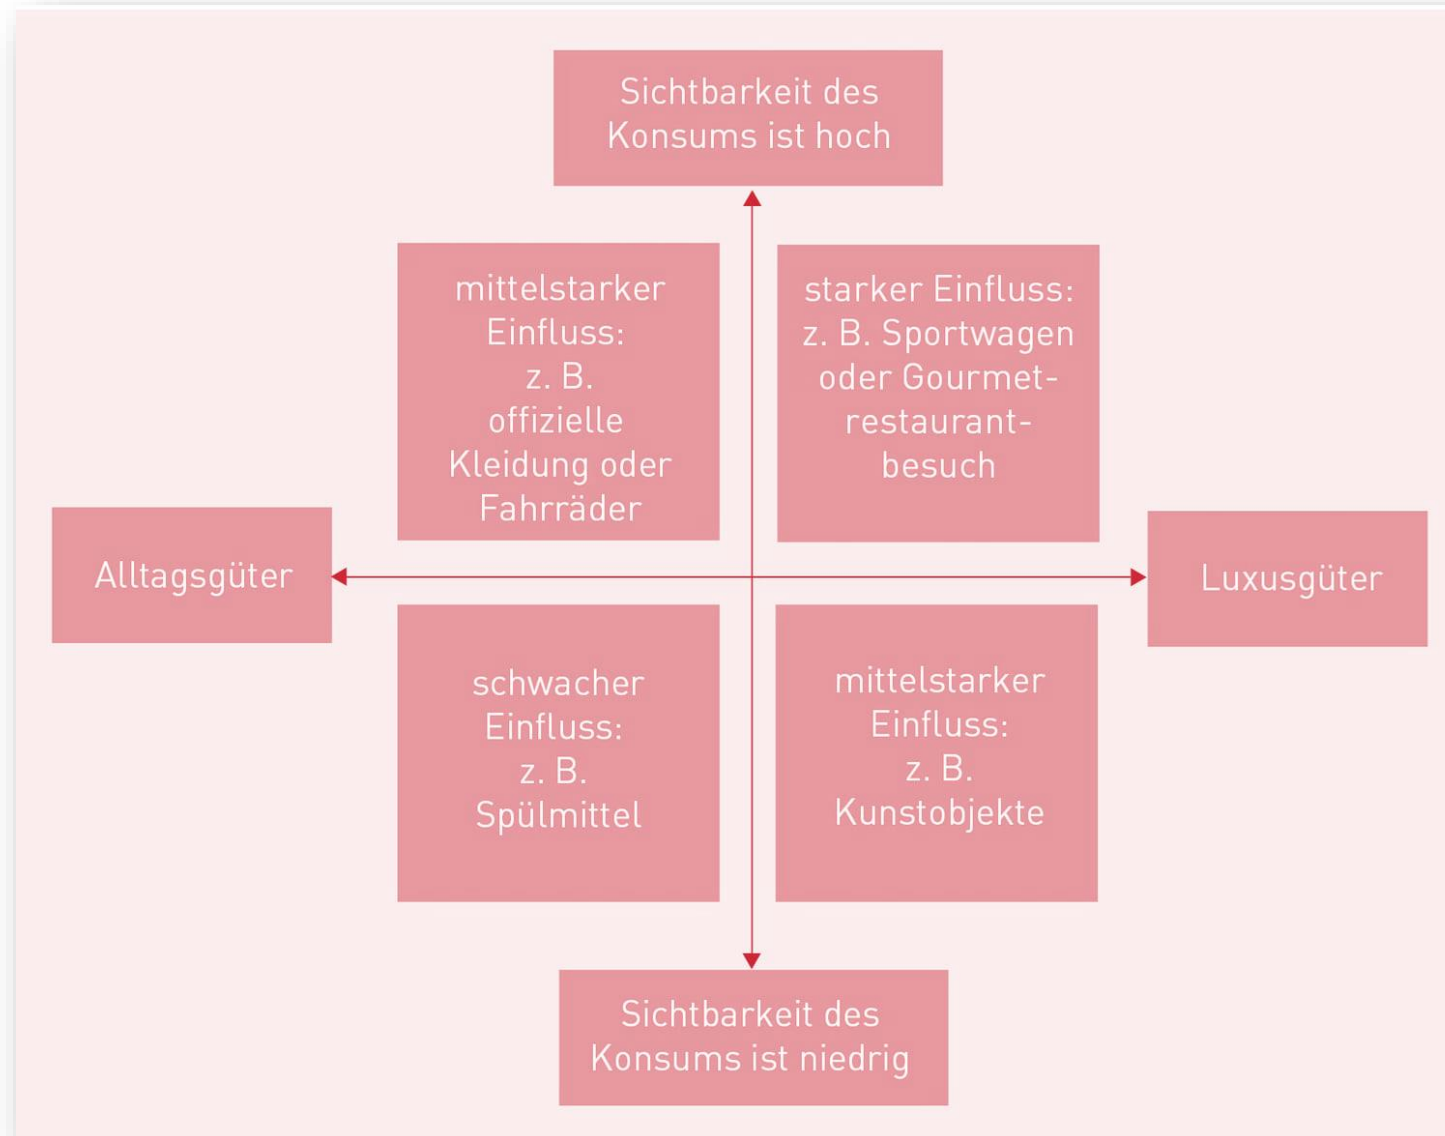 Sichtbarkeit des
Konsums ist hoch
mittelstarker
Einfluss:
z. B.
offizielle
Kleidung oder
Fahrräder
starker Einfluss:
z. B. Sportwagen
oder Gourmet-
restaurant-
besuch
Alltagsgüter
Luxusgüter
schwacher
Einfluss:
z. B.
Spülmittel
mittelstarker
Einfluss:
z. B.
Kunstobjekte
Sichtbarkeit des
Konsums ist niedrig